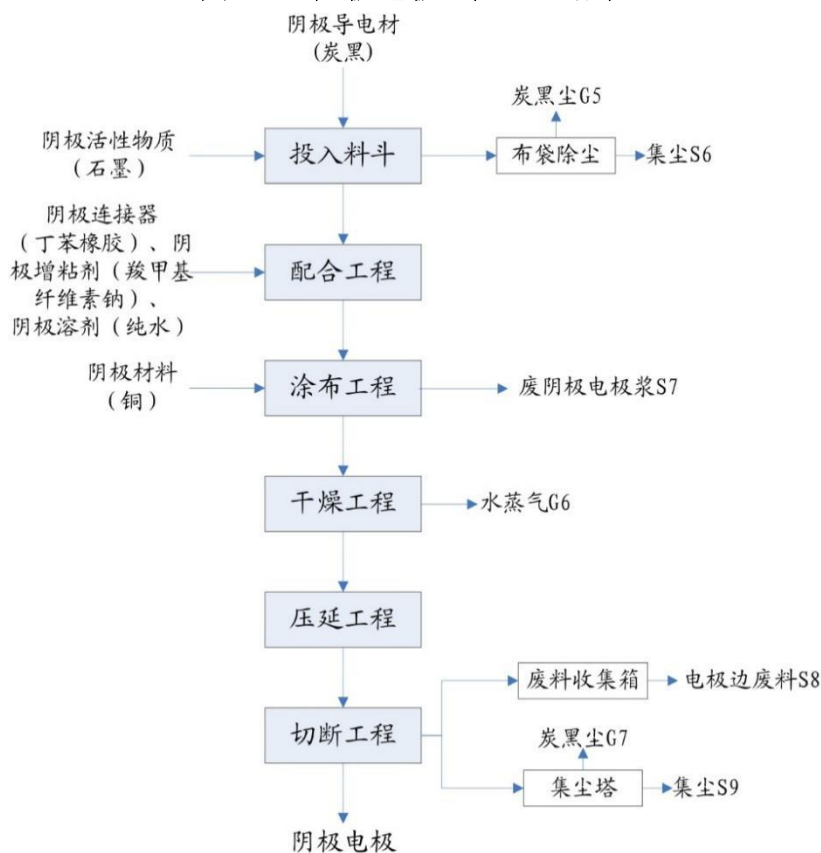 阴极导电材
(炭黑)
炭黑尘G5
阴极活性物质
（石墨）
投入料斗
布袋除尘
集尘S6
阴极连接器
（丁苯橡胶）、阴
极增粘剂（羧甲基
纤维素钠）、
阴极溶剂（纯水）
配合工程
阴极材料
（铜）
涂布工程
废阴极电极浆S7
干燥工程
水蒸气G6
压延工程
废料收集箱
电极边废料S8
切断工程
炭黑尘G7
集尘塔
集尘S9
阴极电极